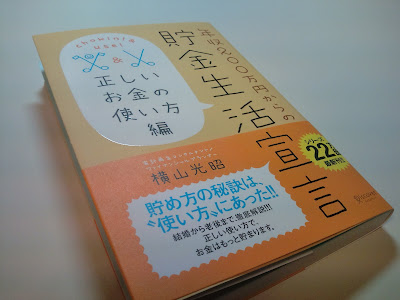 年収200万円からの
貯金生活宣言
thinking
use!
&
正しい
お金の
使い方
編
横山光昭
シリーズ
22万部
貯め方の秘訣は、
“使い方”にあった!!
結婚から老後まで、徹底解説!!!
正しい使い方で、
お金はもっと貯まります。